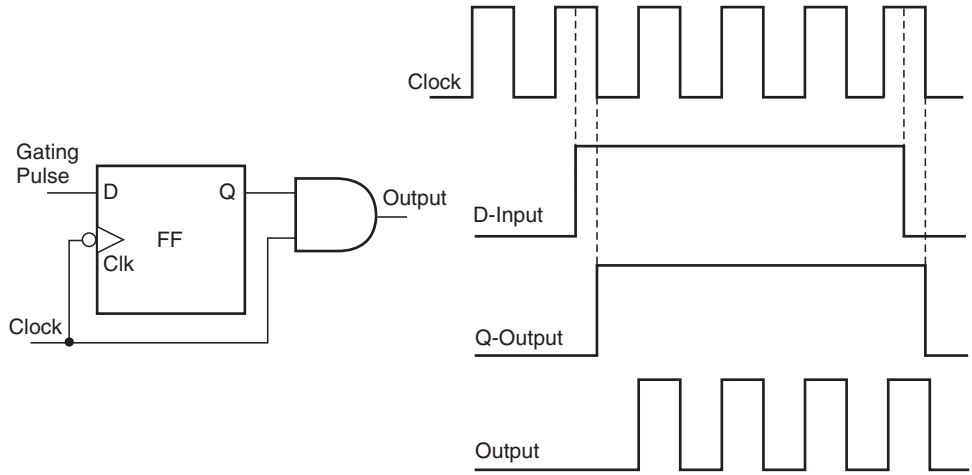 Clock
Gating
Pulse
D
Q
Output
FF
Clk
Clock
D-Input
Q-Output
Output